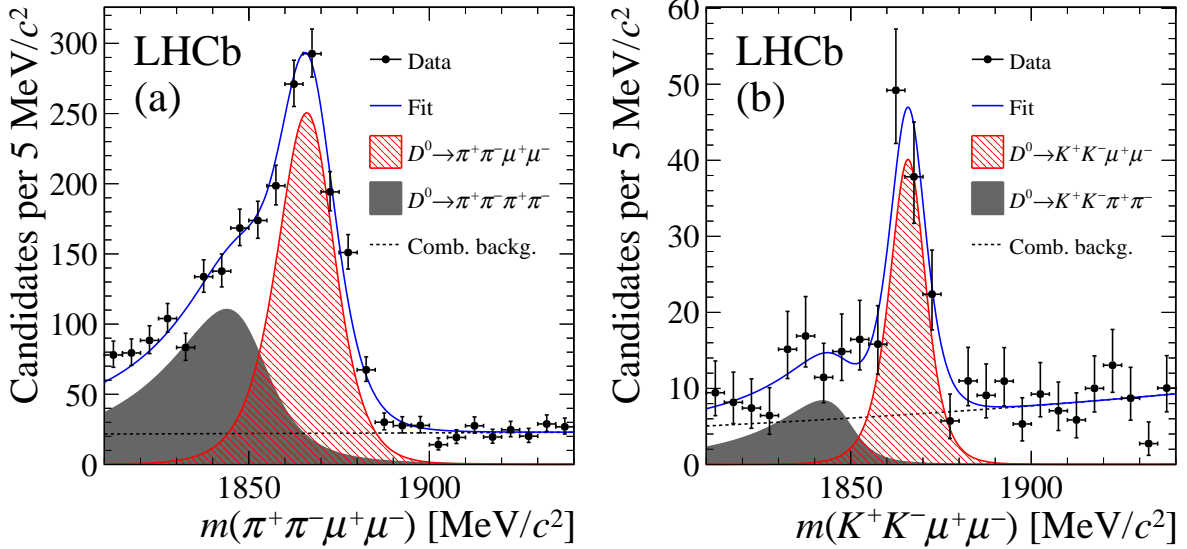 Candidates per 5 MeV/c²
300
250
200
150
100
50
0
LHCb
(a)
Data
Fit
D⁰→π⁺π⁻μ⁺μ⁻
D⁰→π⁺π⁻π⁺π⁻
Comb. backg.
1850 1900
m(π⁺π⁻μ⁺μ⁻) [MeV/c²]
Candidates per 5 MeV/c²
60
50
40
30
20
10
0
LHCb
(b)
Data
Fit
D⁰→K⁺K⁻μ⁺μ⁻
D⁰→K⁺K⁻π⁺π⁻
Comb. backg.
1850 1900
m(K⁺K⁻μ⁺μ⁻) [MeV/c²]